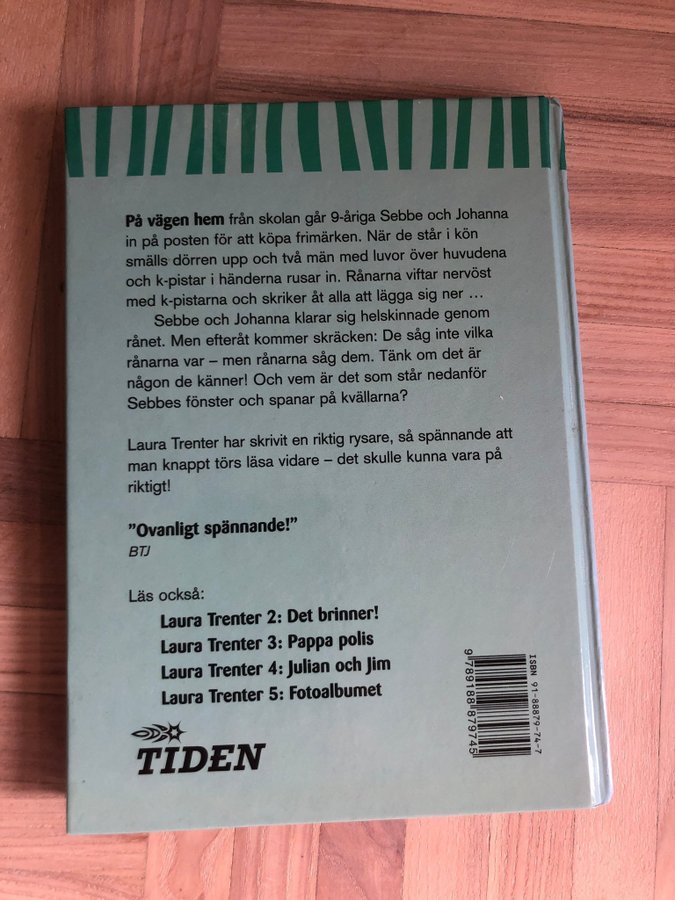 På vägen hem från skolan går 9-åriga Sebbe och Johanna
in på posten för att köpa frimärken. När de står i kön
smälls dörren upp och två män med luvor över huvudena
och k-pistar i händerna rusar in. Rånarna viftar nervöst
med k-pistarna och skriker åt alla att lägga sig ner ...
Sebbe och Johanna klarar sig helskinnade genom
rånet. Men efteråt kommer skräcken: De såg inte vilka
rånarna var – men rånarna såg dem. Tänk om det är
någon de känner! Och vem är det som står nedanför
Sebbes fönster och spanar på kvällarna?
Laura Trenter har skrivit en riktig rysare, så spännande att
man knappt törs läsa vidare – det skulle kunna vara på
riktigt!
”Ovanligt spännande!”
BTJ
Läs också:
Laura Trenter 2: Det brinner!
Laura Trenter 3: Pappa polis
Laura Trenter 4: Julian och Jim
Laura Trenter 5: Fotoalbumet
TIDEN
ISBN 91-88879-74-7
9 789188 879745